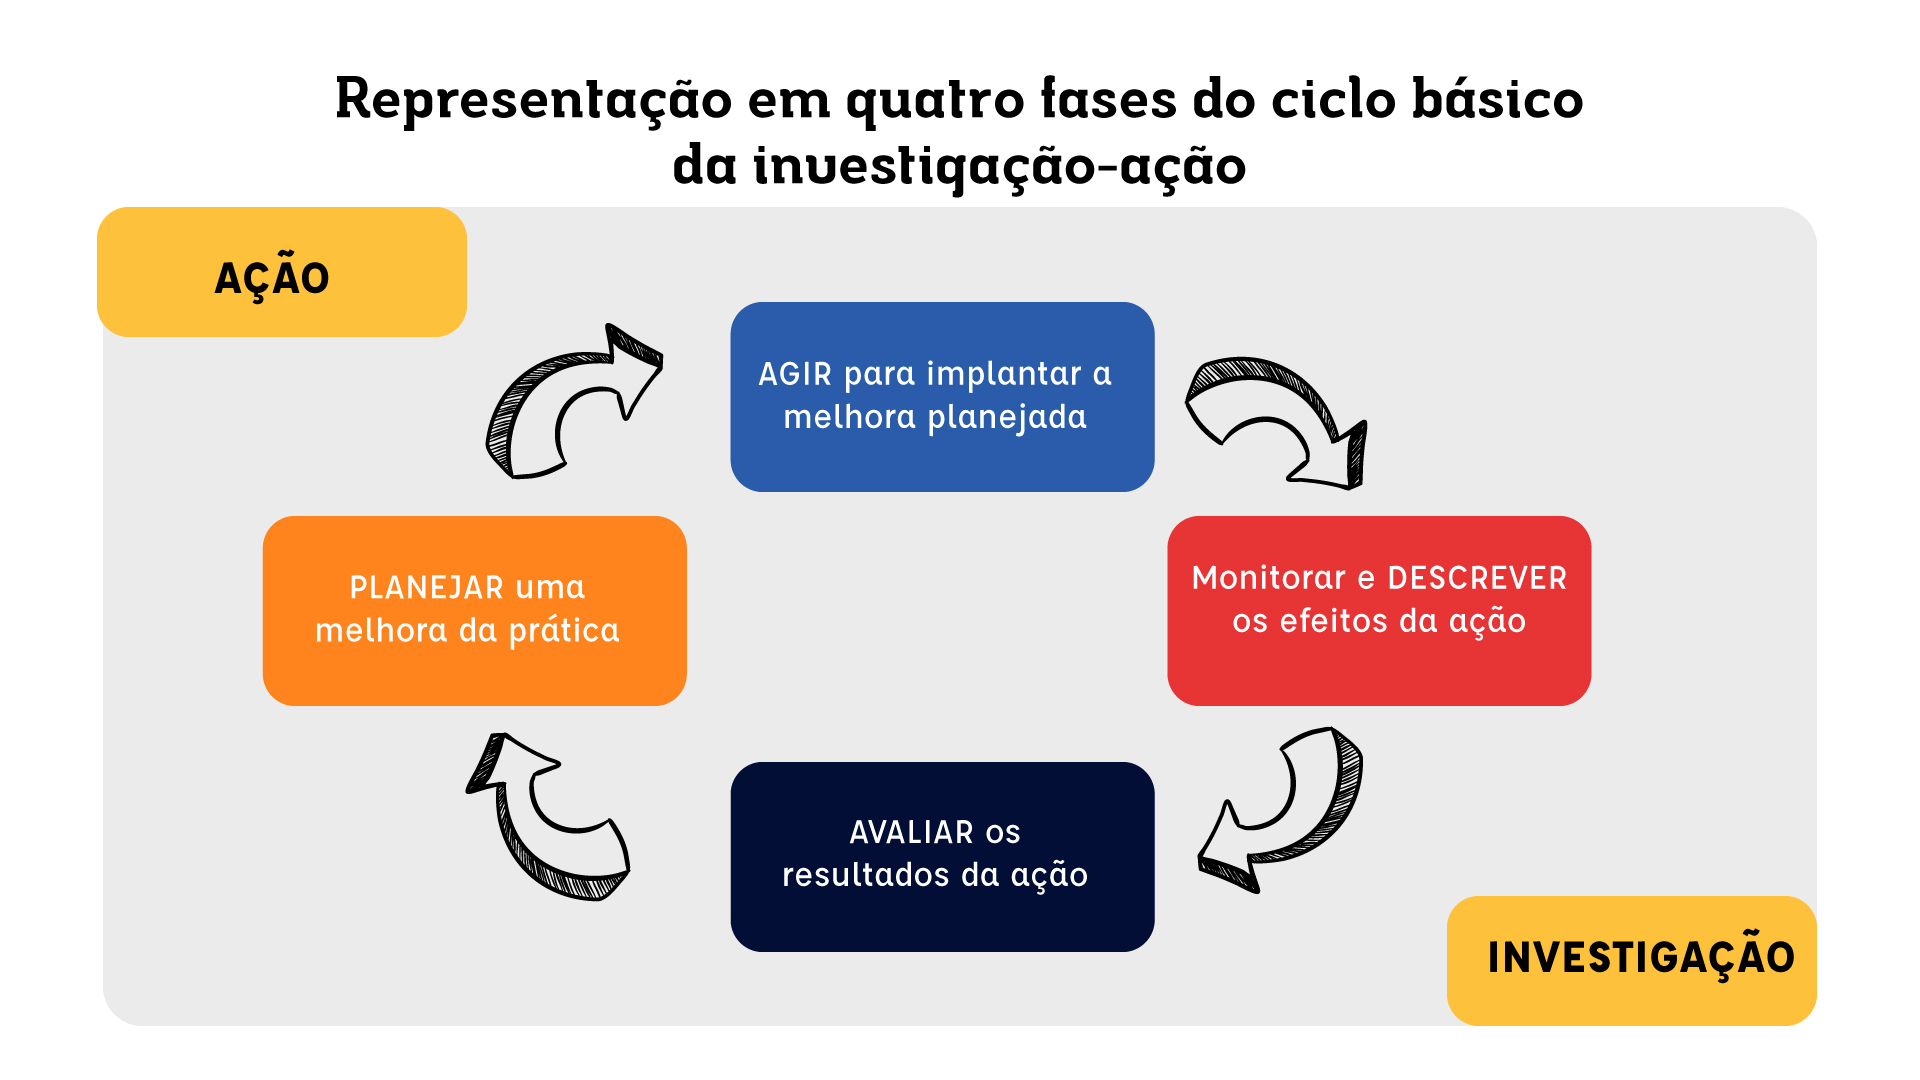 Representação em quatro fases do ciclo básico
da investigação-ação
AÇÃO
AGIR para implantar a
melhora planejada
PLANEJAR uma
melhora da prática
Monitorar e DESCREVER
os efeitos da ação
AVALIAR os
resultados da ação
INVESTIGAÇÃO